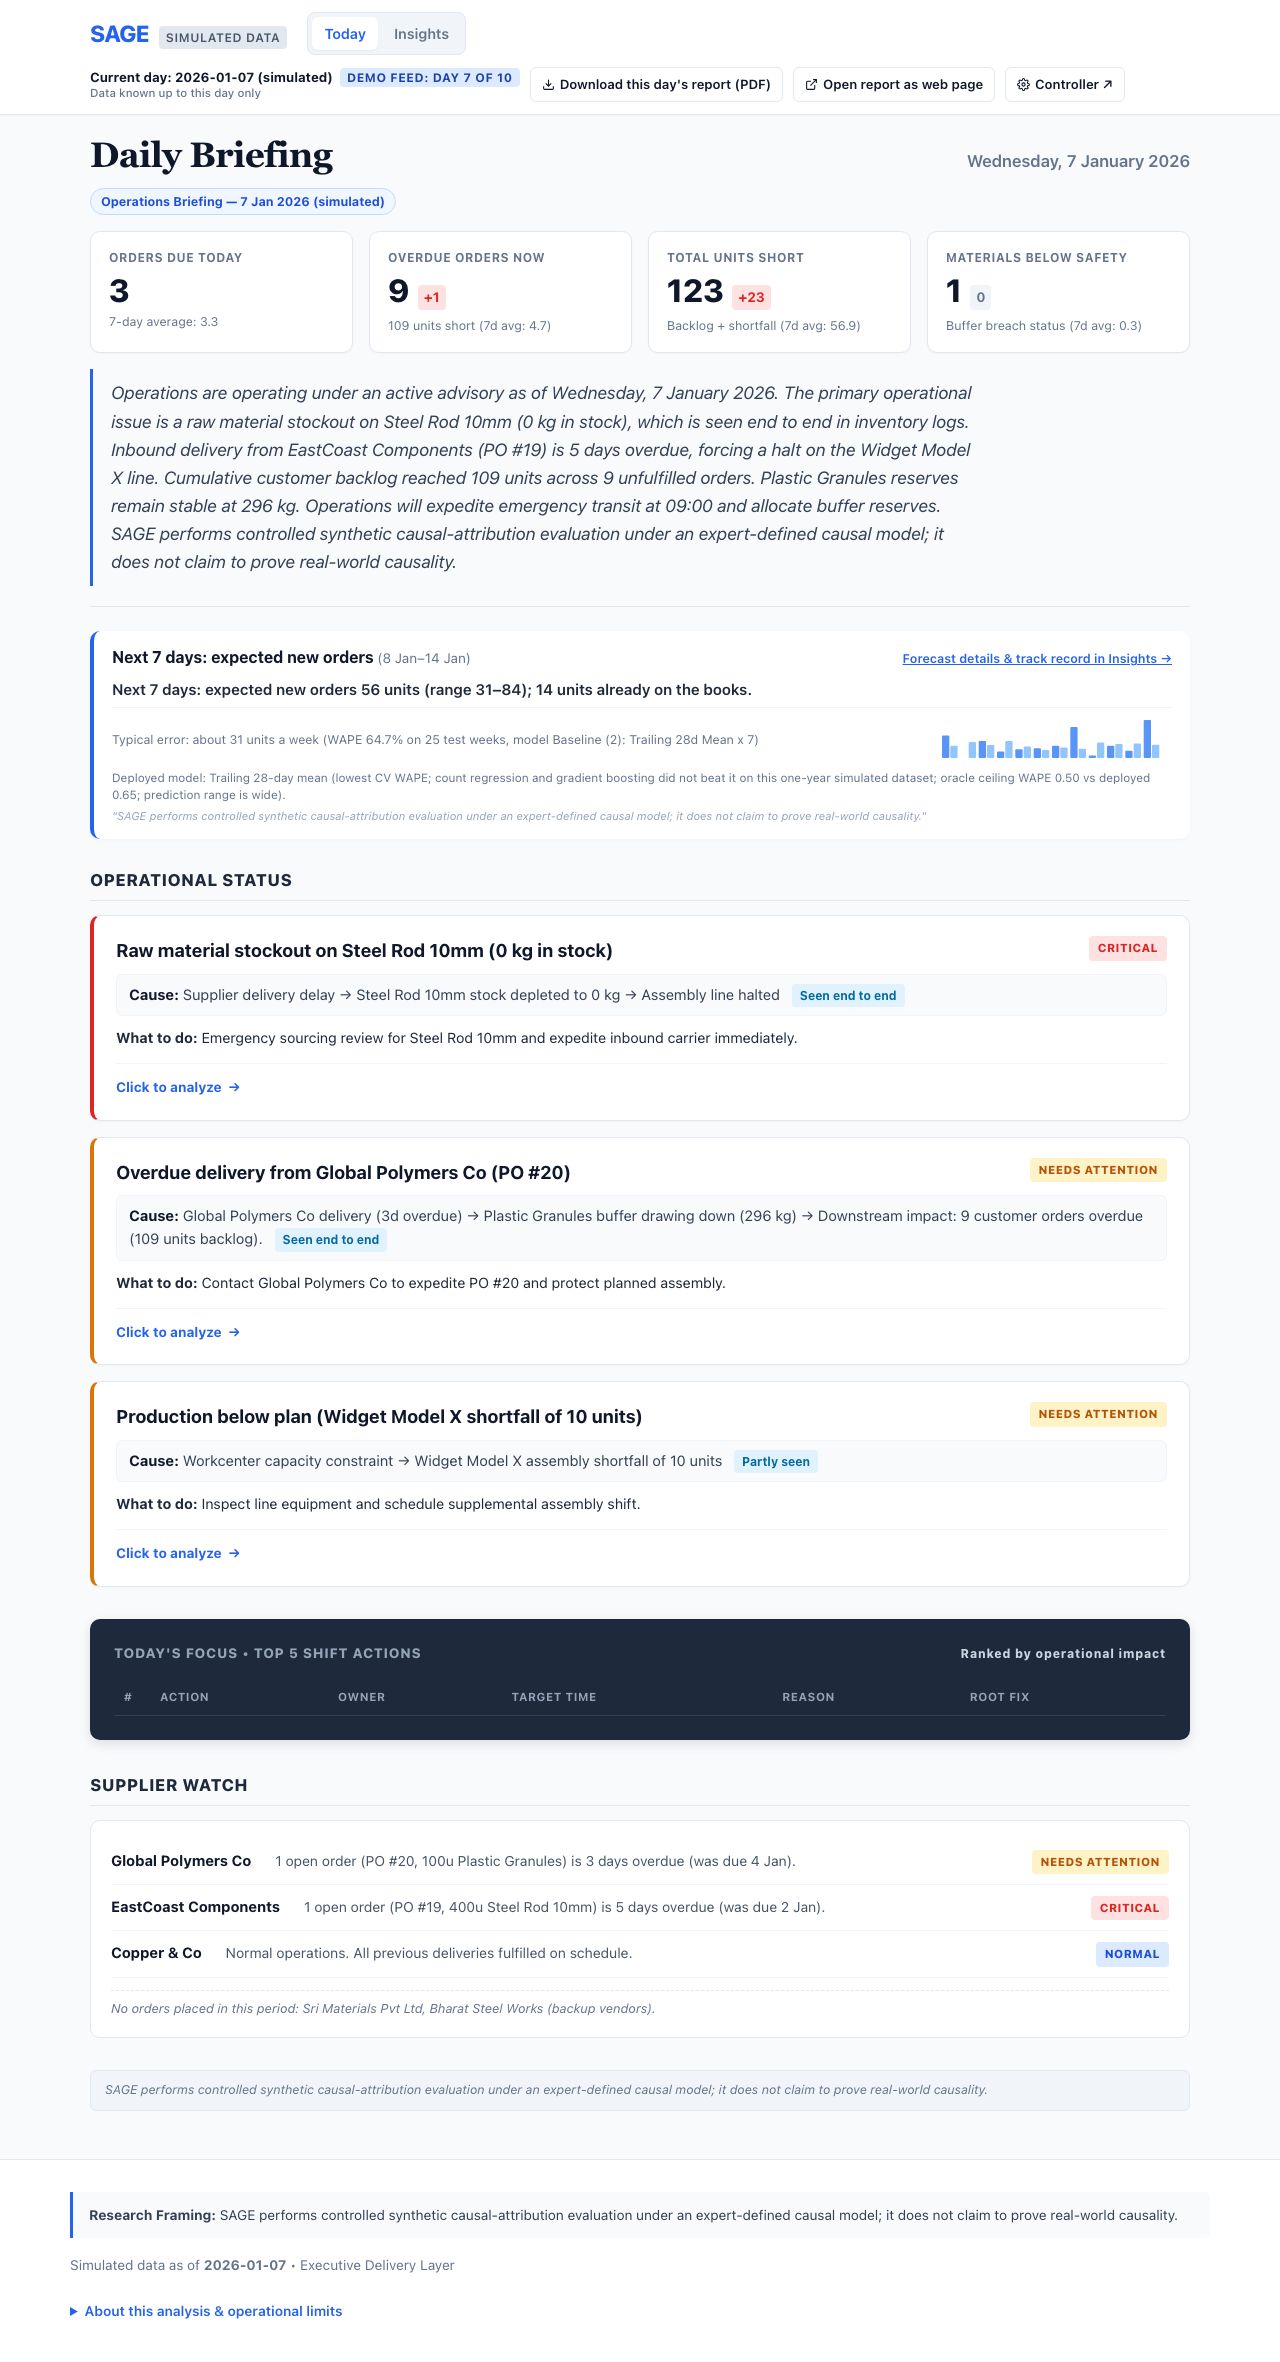 SAGE SIMULATED DATA Today Insights
Current day: 2026-01-07 (simulated) DEMO FEED: DAY 7 OF 10
Data known up to this day only
Download this day's report (PDF) Open report as web page Controller ↗
Daily Briefing
Wednesday, 7 January 2026
Operations Briefing — 7 Jan 2026 (simulated)
ORDERS DUE TODAY
3
7-day average: 3.3
OVERDUE ORDERS NOW
9 +1
109 units short (7d avg: 4.7)
TOTAL UNITS SHORT
123 +23
Backlog + shortfall (7d avg: 56.9)
MATERIALS BELOW SAFETY
1 0
Buffer breach status (7d avg: 0.3)
Operations are operating under an active advisory as of Wednesday, 7 January 2026. The primary operational
issue is a raw material stockout on Steel Rod 10mm (0 kg in stock), which is seen end to end in inventory logs.
Inbound delivery from EastCoast Components (PO #19) is 5 days overdue, forcing a halt on the Widget Model
X line. Cumulative customer backlog reached 109 units across 9 unfulfilled orders. Plastic Granules reserves
remain stable at 296 kg. Operations will expedite emergency transit at 09:00 and allocate buffer reserves.
SAGE performs controlled synthetic causal-attribution evaluation under an expert-defined causal model; it
does not claim to prove real-world causality.
Next 7 days: expected new orders (8 Jan–14 Jan)
Forecast details & track record in Insights →
Next 7 days: expected new orders 56 units (range 31–84); 14 units already on the books.
Typical error: about 31 units a week (WAPE 64.7% on 25 test weeks, model Baseline (2): Trailing 28d Mean x 7)
Deployed model: Trailing 28-day mean (lowest CV WAPE; count regression and gradient boosting did not beat it on this one-year simulated dataset; oracle ceiling WAPE 0.50 vs deployed
0.65; prediction range is wide).
"SAGE performs controlled synthetic causal-attribution evaluation under an expert-defined causal model; it does not claim to prove real-world causality."
OPERATIONAL STATUS
Raw material stockout on Steel Rod 10mm (0 kg in stock)
CRITICAL
Cause: Supplier delivery delay → Steel Rod 10mm stock depleted to 0 kg → Assembly line halted Seen end to end
What to do: Emergency sourcing review for Steel Rod 10mm and expedite inbound carrier immediately.
Click to analyze →
Overdue delivery from Global Polymers Co (PO #20)
NEEDS ATTENTION
Cause: Global Polymers Co delivery (3d overdue) → Plastic Granules buffer drawing down (296 kg) → Downstream impact: 9 customer orders overdue
(109 units backlog). Seen end to end
What to do: Contact Global Polymers Co to expedite PO #20 and protect planned assembly.
Click to analyze →
Production below plan (Widget Model X shortfall of 10 units)
NEEDS ATTENTION
Cause: Workcenter capacity constraint → Widget Model X assembly shortfall of 10 units Partly seen
What to do: Inspect line equipment and schedule supplemental assembly shift.
Click to analyze →
TODAY'S FOCUS • TOP 5 SHIFT ACTIONS
Ranked by operational impact
# ACTION OWNER TARGET TIME REASON ROOT FIX
SUPPLIER WATCH
Global Polymers Co 1 open order (PO #20, 100u Plastic Granules) is 3 days overdue (was due 4 Jan). NEEDS ATTENTION
EastCoast Components 1 open order (PO #19, 400u Steel Rod 10mm) is 5 days overdue (was due 2 Jan). CRITICAL
Copper & Co Normal operations. All previous deliveries fulfilled on schedule. NORMAL
No orders placed in this period: Sri Materials Pvt Ltd, Bharat Steel Works (backup vendors).
SAGE performs controlled synthetic causal-attribution evaluation under an expert-defined causal model; it does not claim to prove real-world causality.
Research Framing: SAGE performs controlled synthetic causal-attribution evaluation under an expert-defined causal model; it does not claim to prove real-world causality.
Simulated data as of 2026-01-07 • Executive Delivery Layer
▶ About this analysis & operational limits